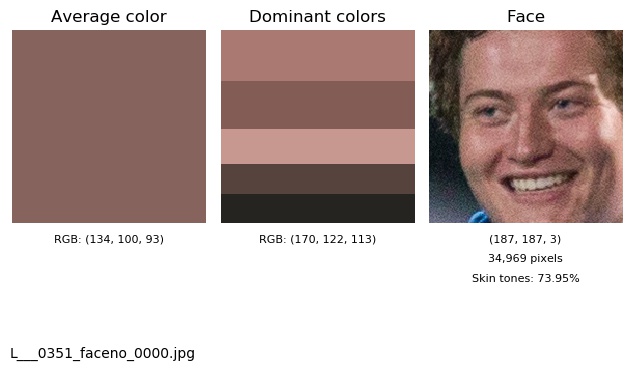 Average color
Dominant colors
Face
RGB: (134, 100, 93)
RGB: (170, 122, 113)
(187, 187, 3)
34,969 pixels
Skin tones: 73.95%
L___0351_faceno_0000.jpg